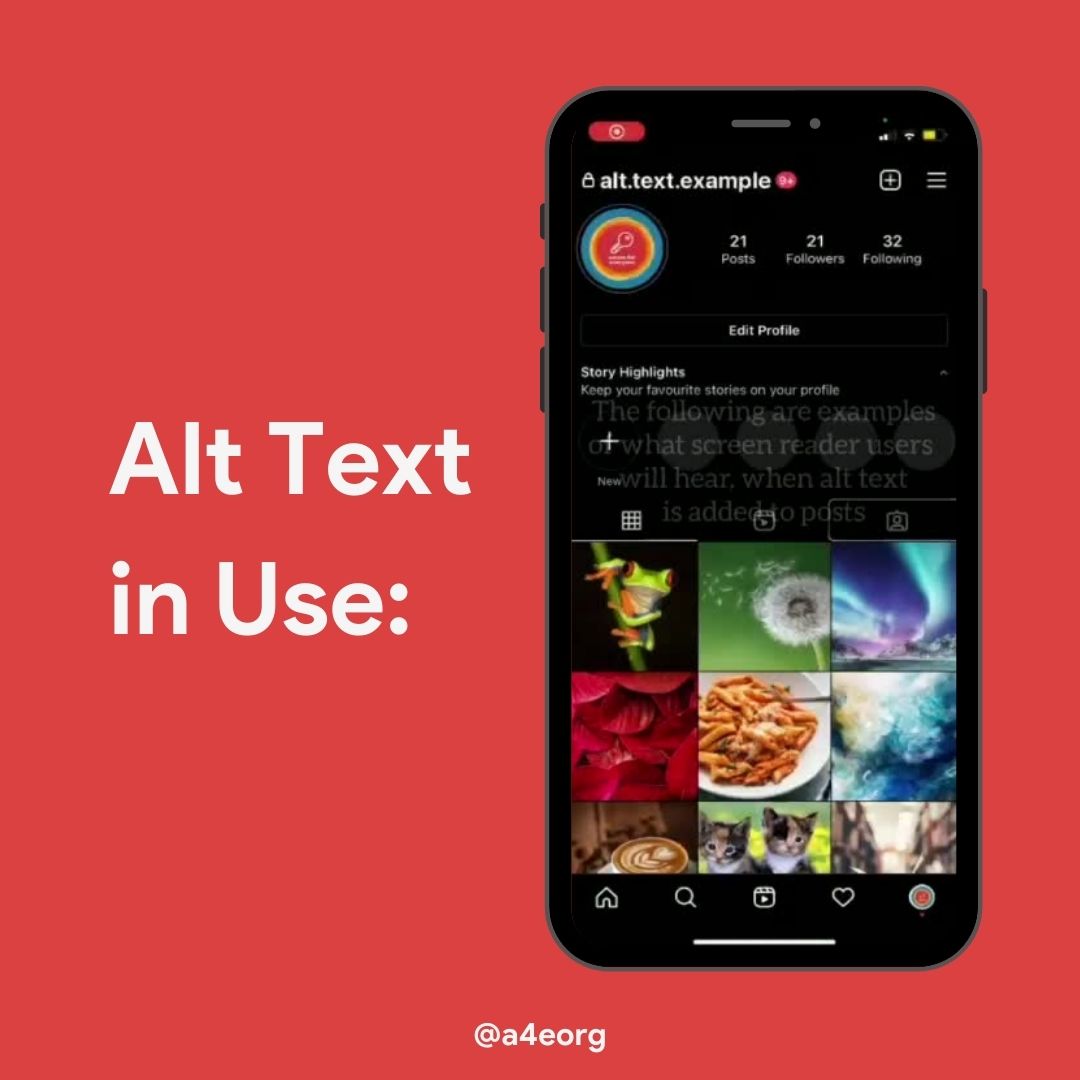 Alt Text
in Use:
alt.text.example 9+
21 21 32
Posts Followers Following
Edit Profile
Story Highlights
Keep your favourite stories on your profile
The following are examples
of what screen reader users
New
will hear, when alt text
is added to posts
@a4eorg